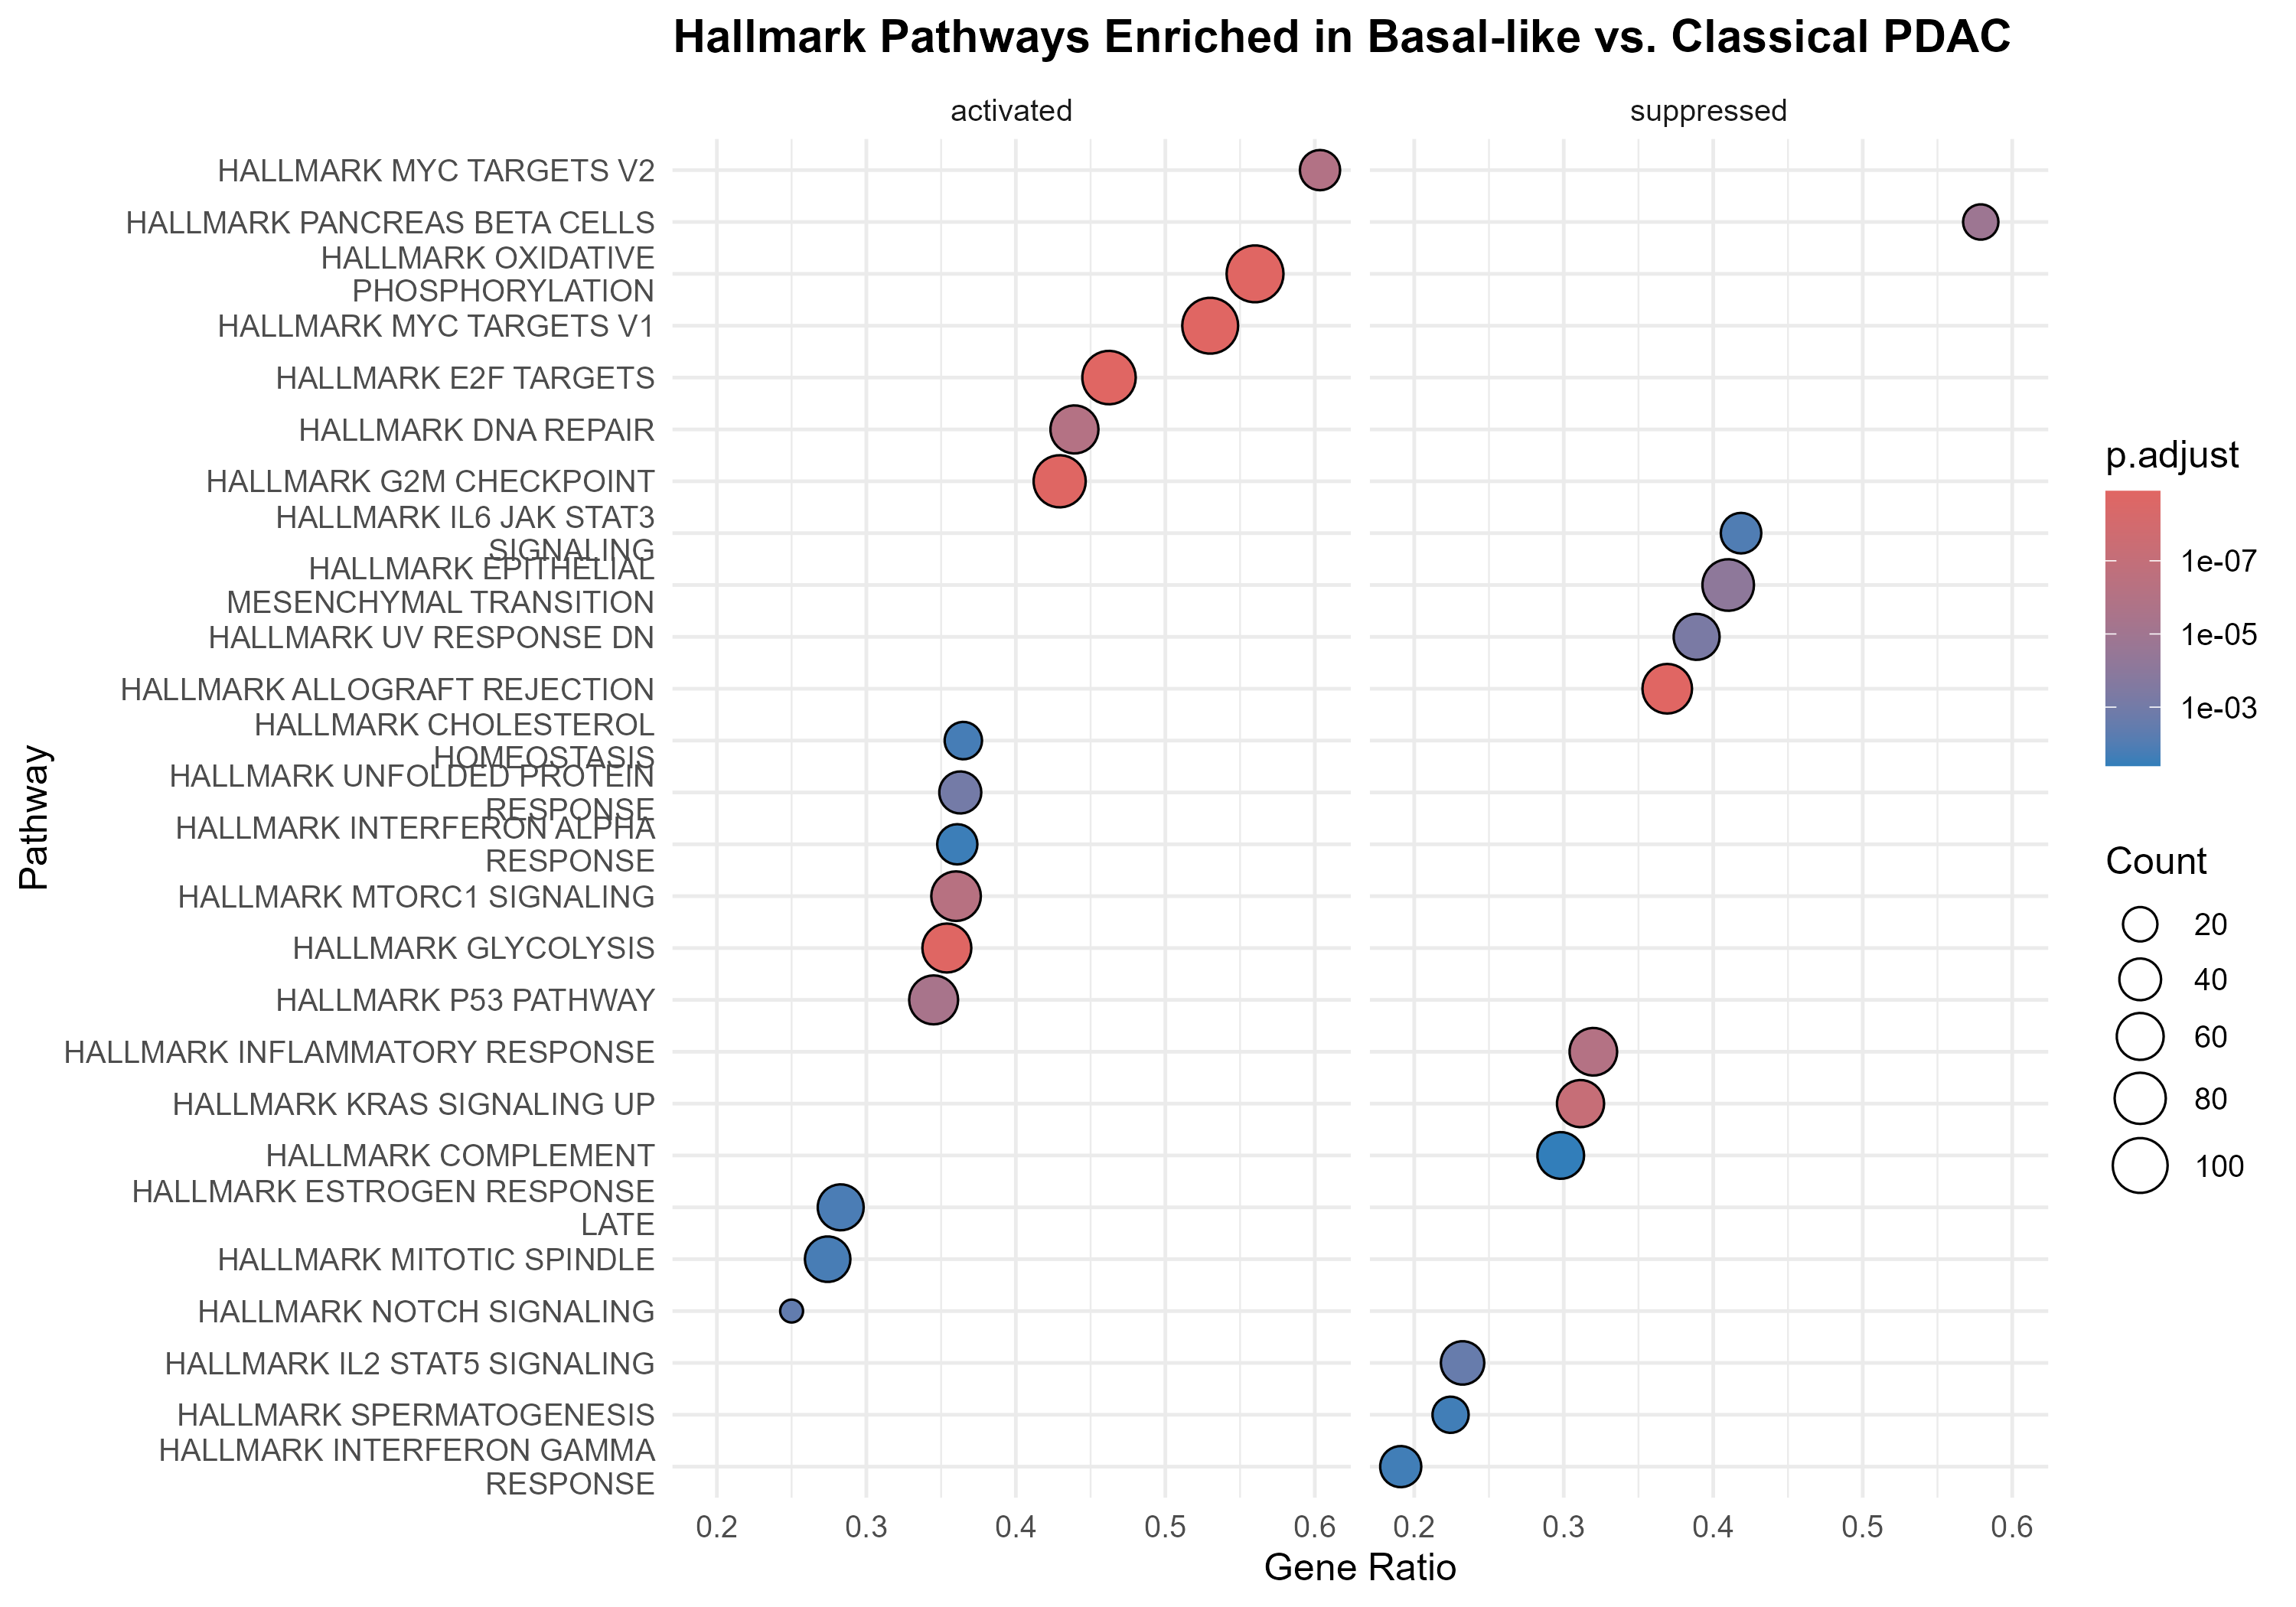 Hallmark Pathways Enriched in Basal-like vs. Classical PDAC
activated
suppressed
HALLMARK MYC TARGETS V2
HALLMARK PANCREAS BETA CELLS
HALLMARK OXIDATIVE
PHOSPHORYLATION
HALLMARK MYC TARGETS V1
HALLMARK E2F TARGETS
HALLMARK DNA REPAIR
HALLMARK G2M CHECKPOINT
HALLMARK IL6 JAK STAT3
SIGNALING
HALLMARK EPITHELIAL
MESENCHYMAL TRANSITION
HALLMARK UV RESPONSE DN
HALLMARK ALLOGRAFT REJECTION
HALLMARK CHOLESTEROL
HOMEOSTASIS
HALLMARK UNFOLDED PROTEIN
RESPONSE
HALLMARK INTERFERON ALPHA
RESPONSE
HALLMARK MTORC1 SIGNALING
HALLMARK GLYCOLYSIS
HALLMARK P53 PATHWAY
HALLMARK INFLAMMATORY RESPONSE
HALLMARK KRAS SIGNALING UP
HALLMARK COMPLEMENT
HALLMARK ESTROGEN RESPONSE
LATE
HALLMARK MITOTIC SPINDLE
HALLMARK NOTCH SIGNALING
HALLMARK IL2 STAT5 SIGNALING
HALLMARK SPERMATOGENESIS
HALLMARK INTERFERON GAMMA
RESPONSE
Pathway
0.2 0.3 0.4 0.5 0.6
0.2 0.3 0.4 0.5 0.6
Gene Ratio
p.adjust
1e-07
1e-05
1e-03
Count
20
40
60
80
100